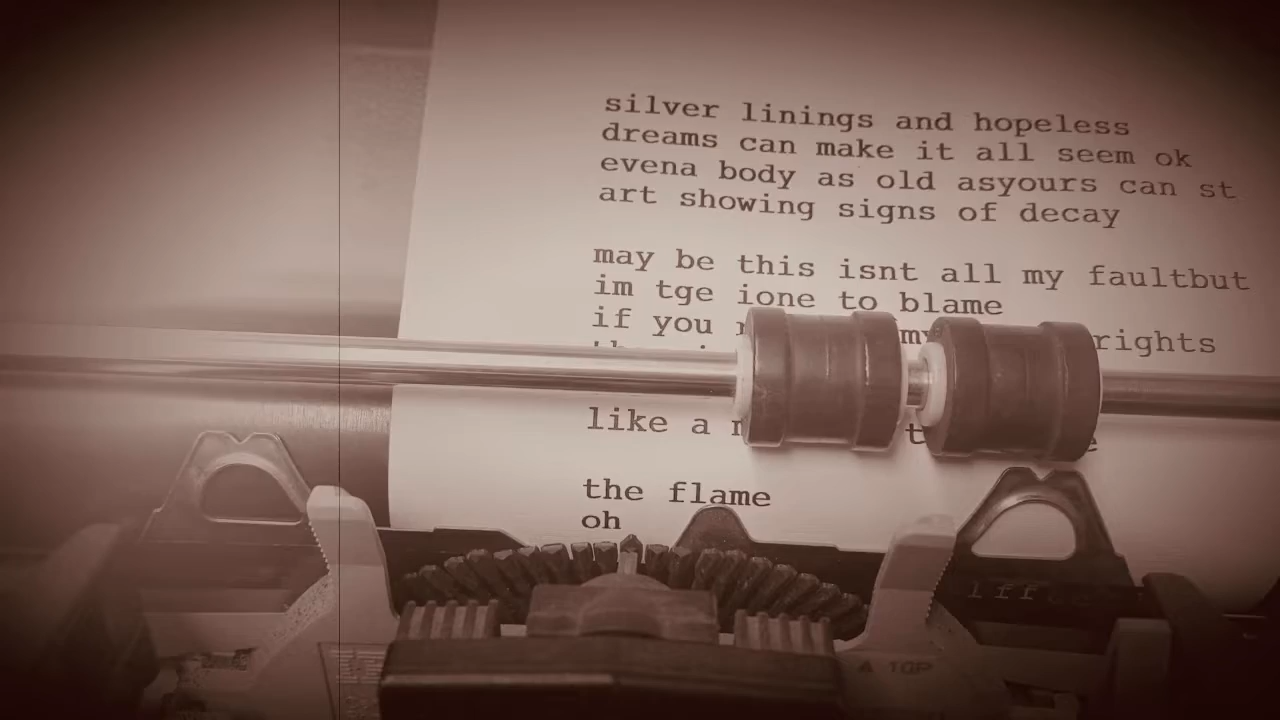 silver linings and hopeless
dreams can make it all seem ok
evena body as old asyours can st
art showing signs of decay
may be this isnt all my faultbut
im tge ione to blame
if you rights
like a
the flame
oh
A TGP